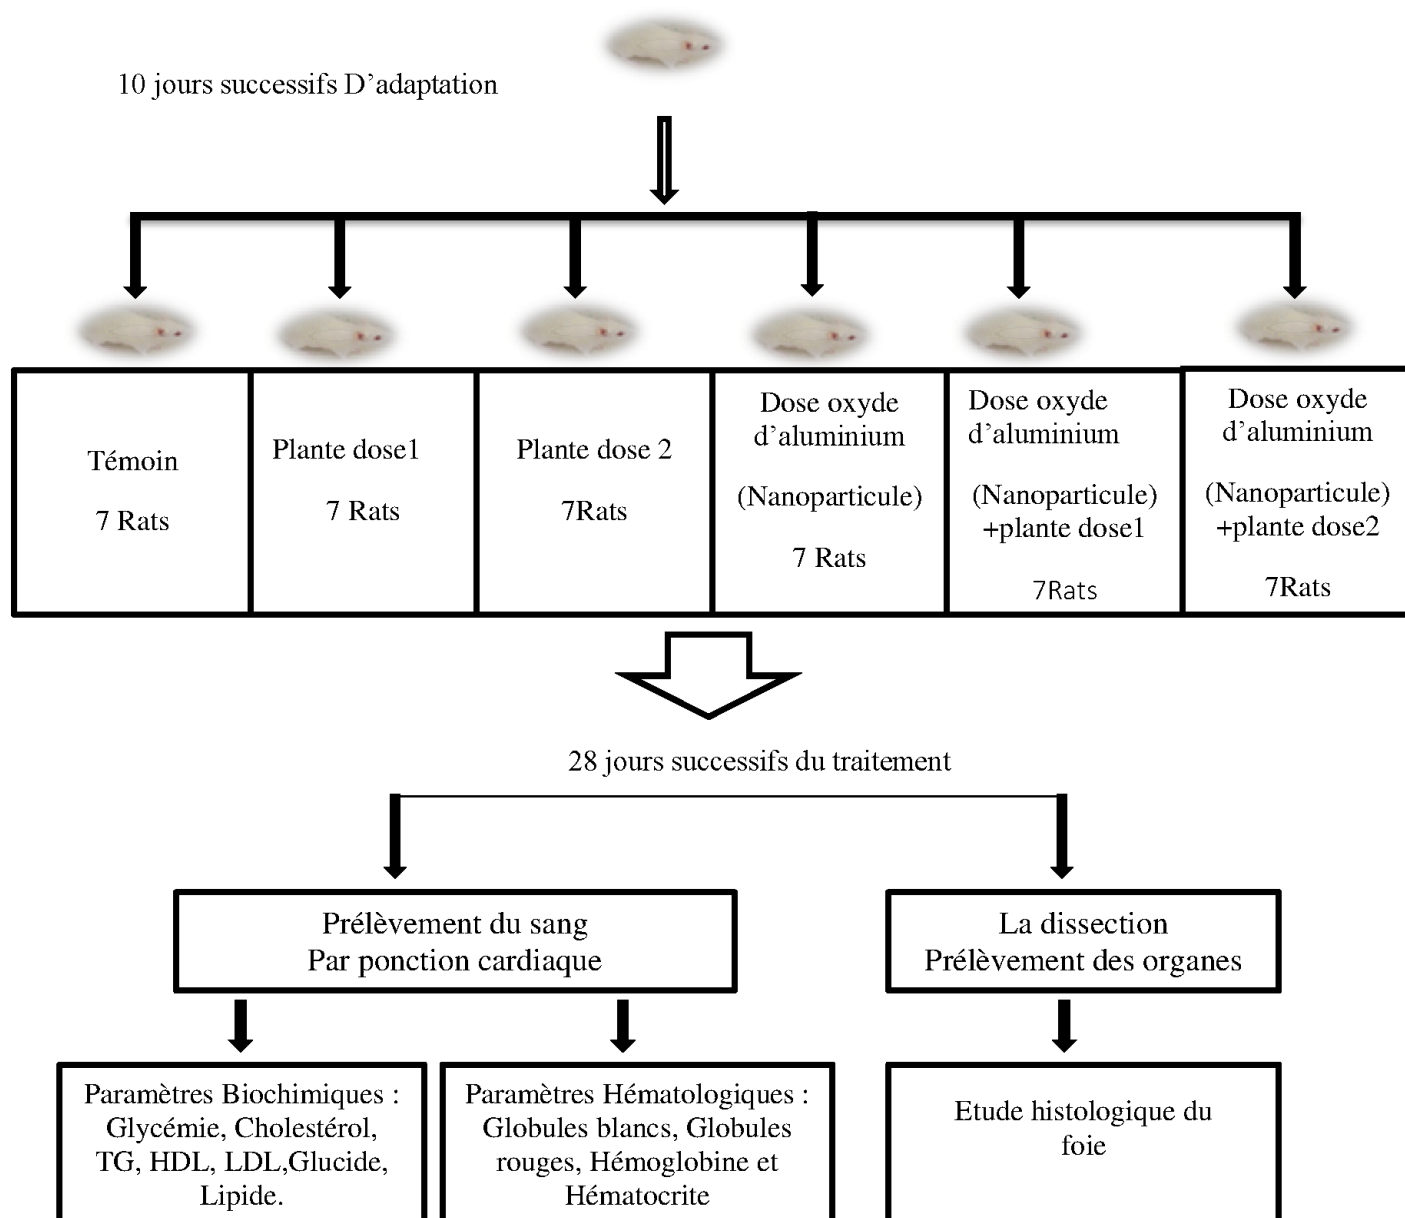 10 jours successifs D’adaptation
Témoin
7 Rats
Plante dose1
7 Rats
Plante dose 2
7Rats
Dose oxyde
d’aluminium
(Nanoparticule)
7 Rats
Dose oxyde
d’aluminium
(Nanoparticule)
+plante dose1
7Rats
Dose oxyde
d’aluminium
(Nanoparticule)
+plante dose2
7Rats
28 jours successifs du traitement
Prélèvement du sang
Par ponction cardiaque
La dissection
Prélèvement des organes
Paramètres Biochimiques :
Glycémie, Cholestérol,
TG, HDL, LDL,Glucide,
Lipide.
Paramètres Hématologiques :
Globules blancs, Globules
rouges, Hémoglobine et
Hématocrite
Etude histologique du
foie